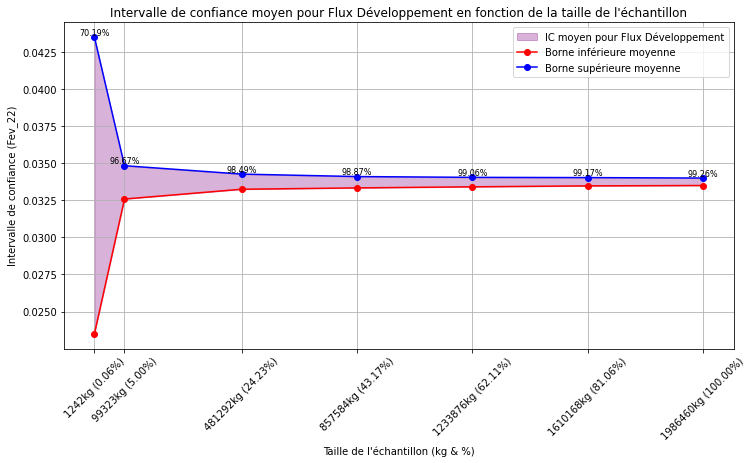 Intervalle de confiance moyen pour Flux Développement en fonction de la taille de l'échantillon
IC moyen pour Flux Développement
Borne inférieure moyenne
Borne supérieure moyenne
Intervalle de confiance (Fev_22)
0.0425
0.0400
0.0375
0.0350
0.0325
0.0300
0.0275
0.0250
70.19%
96.67%
98.49%
98.87%
99.06%
99.17%
99.26%
1242kg (0.06%)
99323kg (5.00%)
481292kg (24.23%)
857584kg (43.17%)
1233876kg (62.11%)
1610168kg (81.06%)
1986460kg (100.00%)
Taille de l'échantillon (kg & %)